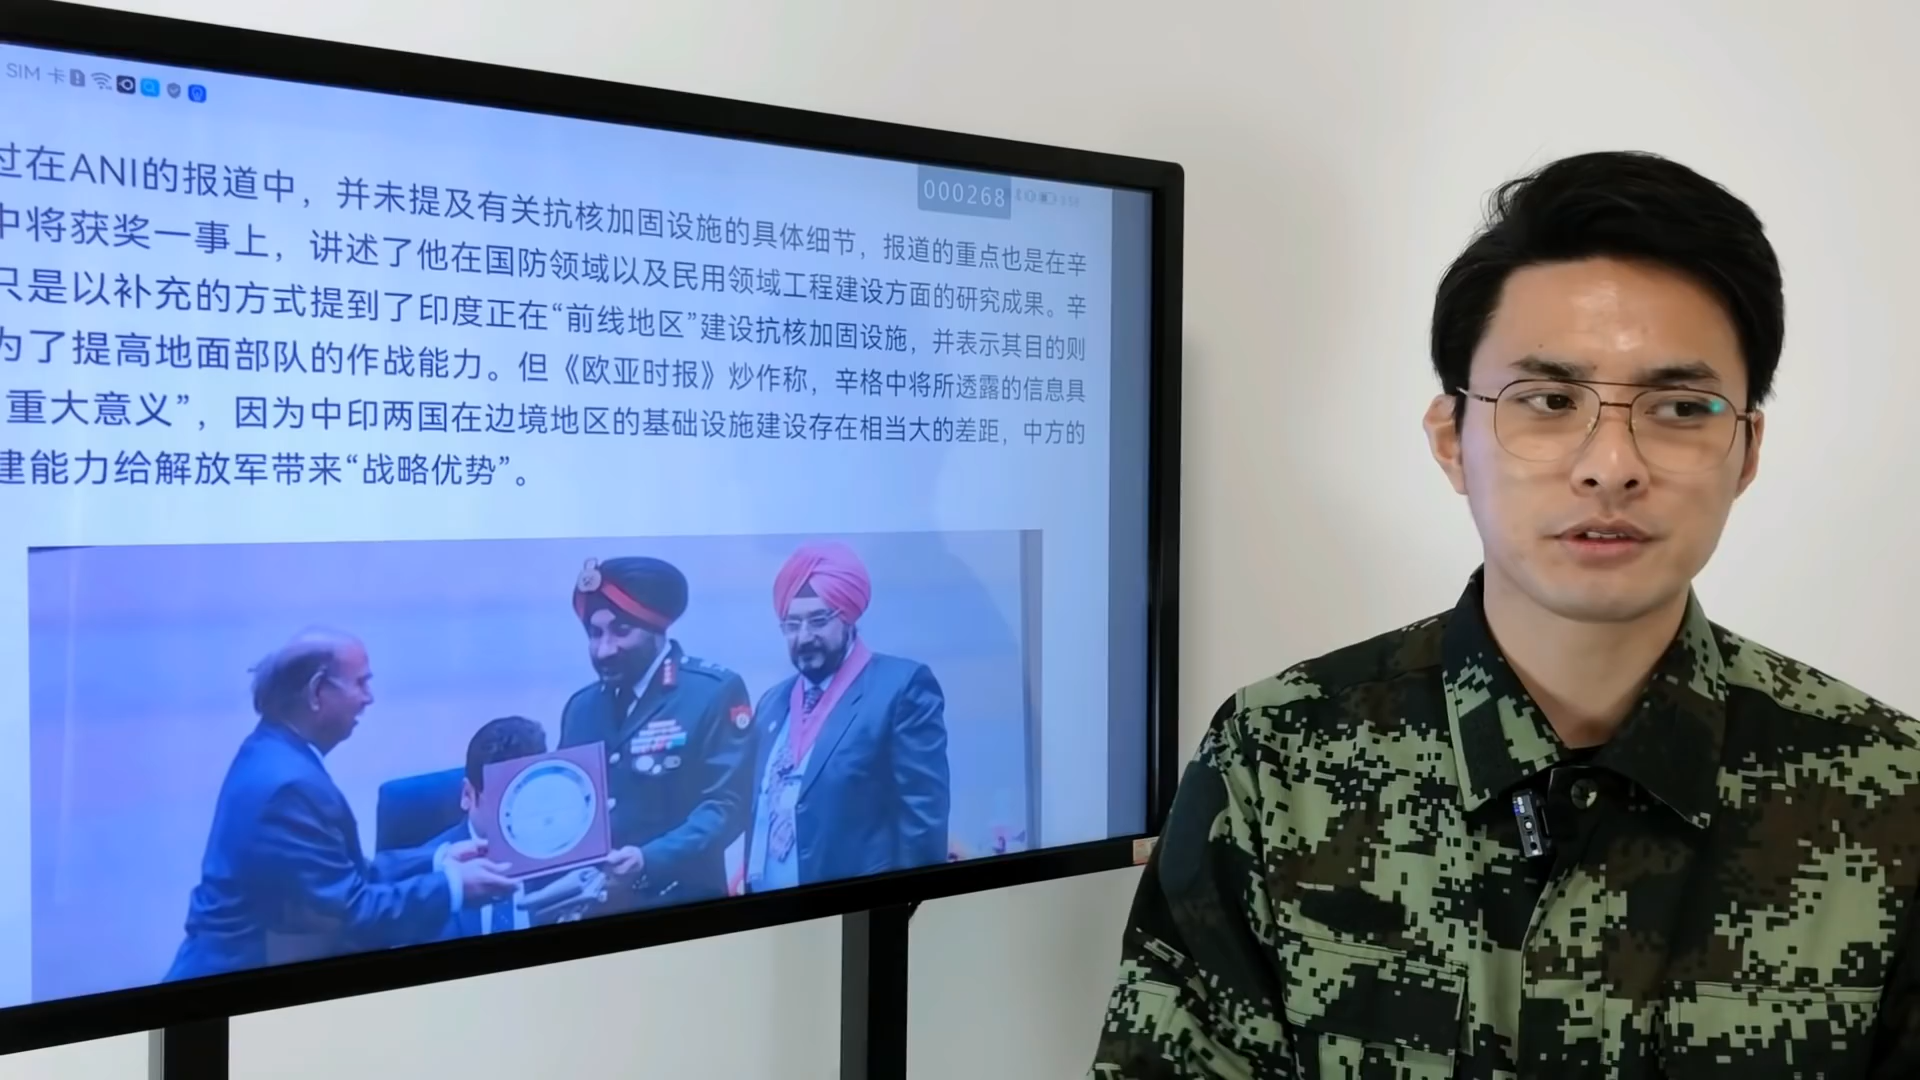 SIM 卡
000268
过在ANI的报道中，并未提及有关抗核加固设施的具体细节，报道的重点也是在辛
中将获奖一事上，讲述了他在国防领域以及民用领域工程建设方面的研究成果。辛
只是以补充的方式提到了印度正在“前线地区”建设抗核加固设施，并表示其目的则
为了提高地面部队的作战能力。但《欧亚时报》炒作称，辛格中将所透露的信息具
重大意义”，因为中印两国在边境地区的基础设施建设存在相当大的差距，中方的
建能力给解放军带来“战略优势”。